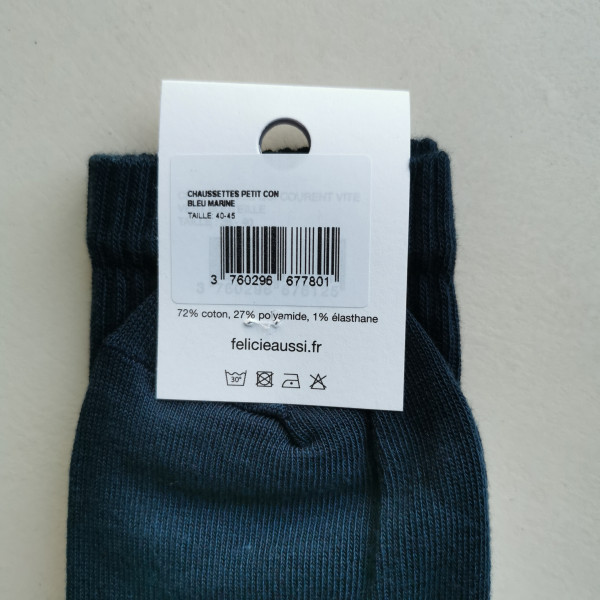 CHAUSSETTES PETIT CON
BLEU MARINE
TAILLE: 40-45
3 760296 677801
72% coton, 27% polyamide, 1% élasthane
felicieaussi.fr
30°